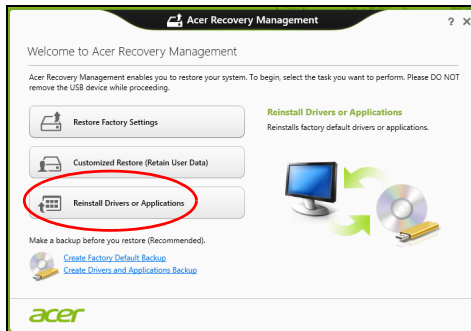 Acer Recovery Management
? X
Welcome to Acer Recovery Management
Acer Recovery Management enables you to restore your system. To begin, select the task you want to perform. Please DO NOT
remove the USB device while proceeding.
Restore Factory Settings
Customized Restore (Retain User Data)
Reinstall Drivers or Applications
Reinstall Drivers or Applications
Reinstalls factory default drivers or applications.
Make a backup before you restore (Recommended).
Create Factory Default Backup
Create Drivers and Applications Backup
acer